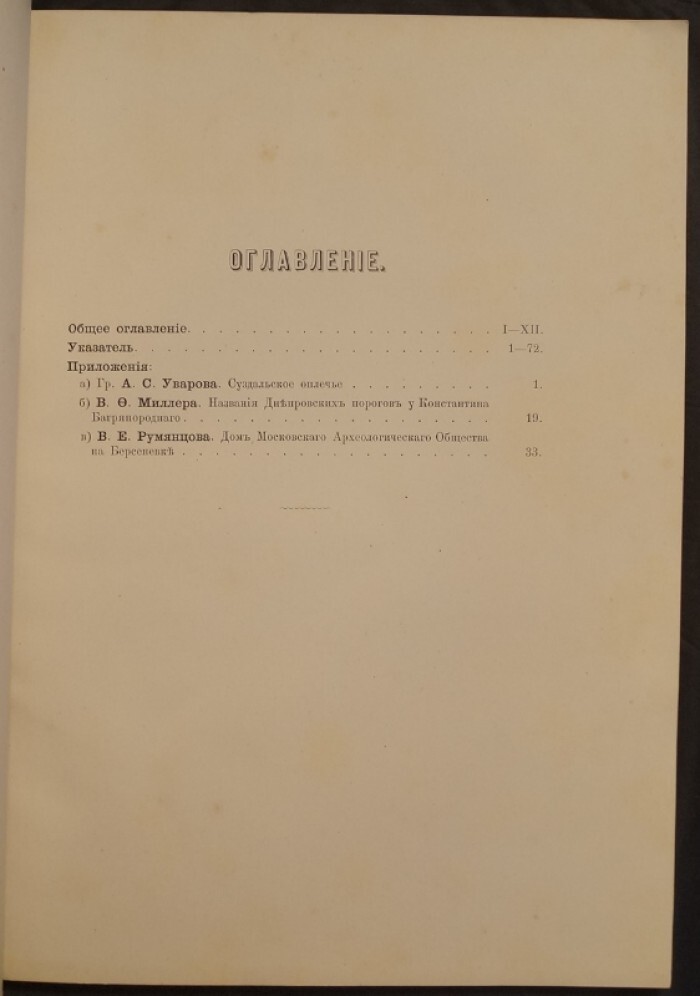 ОГЛАВЛЕНІЕ.
Общее оглавленіе. . . . . . . . . . . . . . . . . . . . I—XII.
Указатель. . . . . . . . . . . . . . . . . . . . . . . 1—72.
Приложенія:
а) Гр. А. С. Уварова. Суздальское оплечье . . . . . . . . . 1.
б) В. Ѳ. Миллера. Названія Днѣпровскихъ пороговъ у Константина
Багрянороднаго . . . . . . . . . . . . . . . . . . . 19.
в) В. Е. Румянцова. Домъ Московскаго Археологическаго Общества
на Берсеневкѣ . . . . . . . . . . . . . . . . . . . 33.